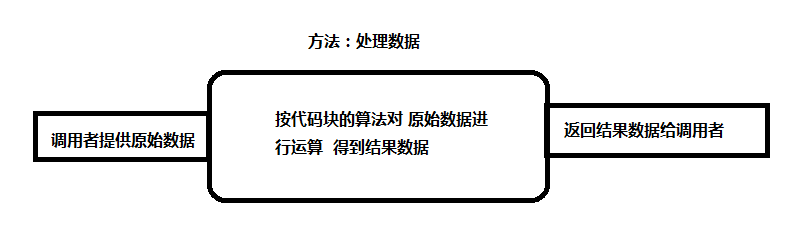 方法：处理数据
调用者提供原始数据
按代码块的算法对 原始数据进
行运算 得到结果数据
返回结果数据给调用者